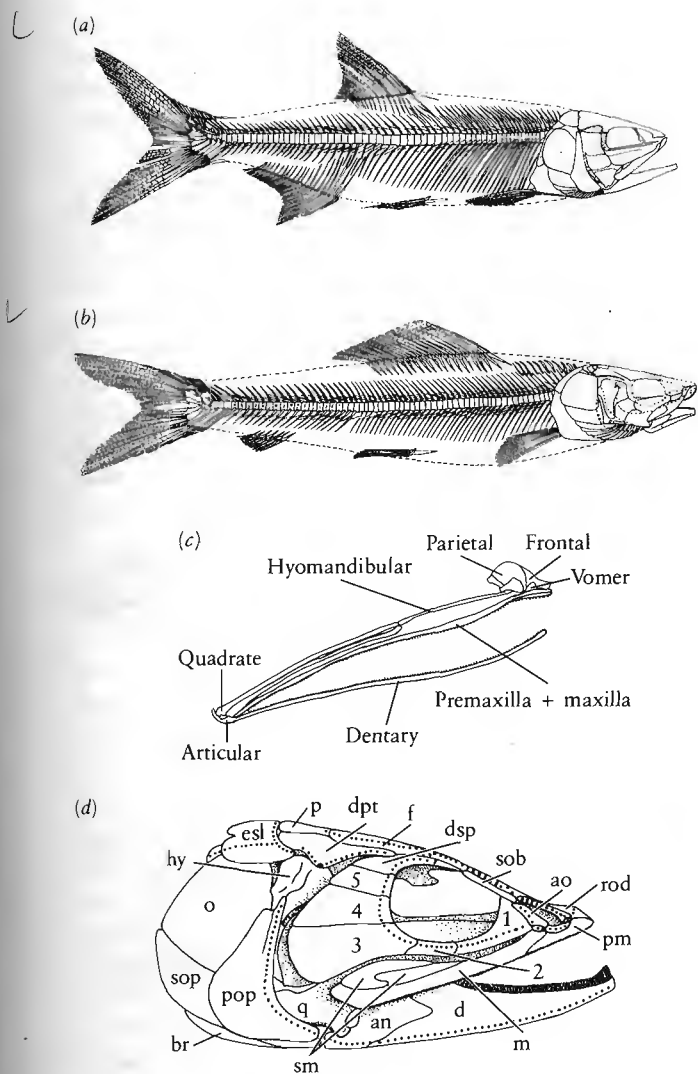 (a)
(b)
(c)
Parietal Frontal
Hyomandibular Vomer
Quadrate
Premaxilla + maxilla
Articular Dentary
(d)
p dpt f dsp
esl sob
hy ao rod
5
o 4 1 pm
3
2
sop pop
q an d
br sm m